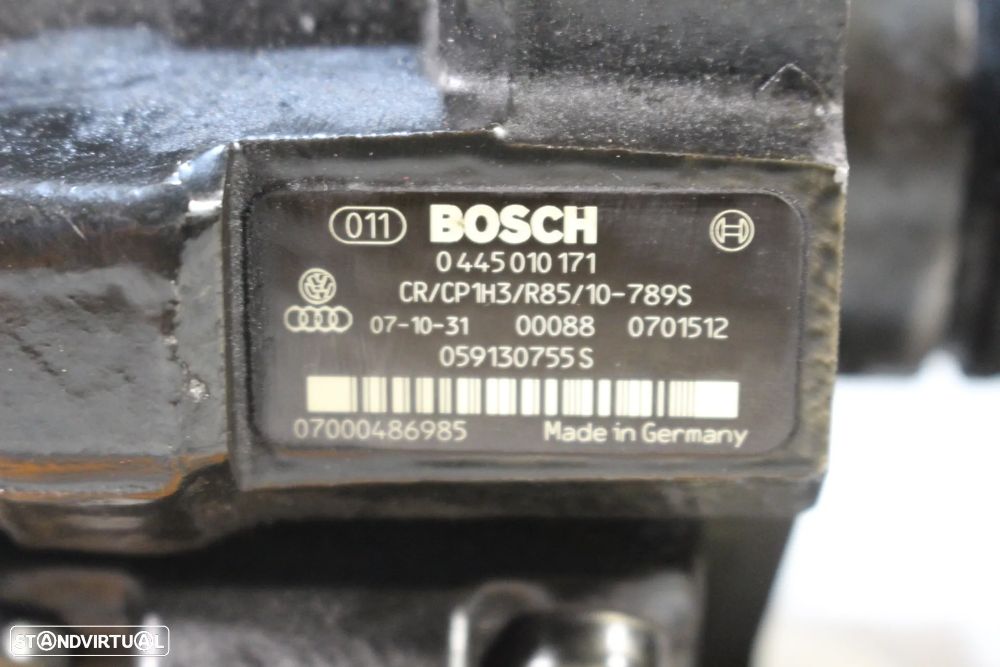 011 BOSCH
0 445 010 171
CR/CP1H3/R85/10-789S
07-10-31 00088 0701512
059130755 S
07000486985 Made in Germany
STANDVIRTUAL